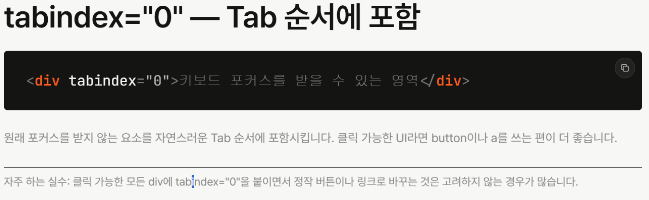 tabindex="0" — Tab 순서에 포함
<div tabindex="0">키보드 포커스를 받을 수 있는 영역</div>
원래 포커스를 받지 않는 요소를 자연스러운 Tab 순서에 포함시킵니다. 클릭 가능한 UI라면 button이나 a를 쓰는 편이 더 좋습니다.
자주 하는 실수: 클릭 가능한 모든 div에 tabindex="0"을 붙이면서 정작 버튼이나 링크로 바꾸는 것은 고려하지 않는 경우가 많습니다.